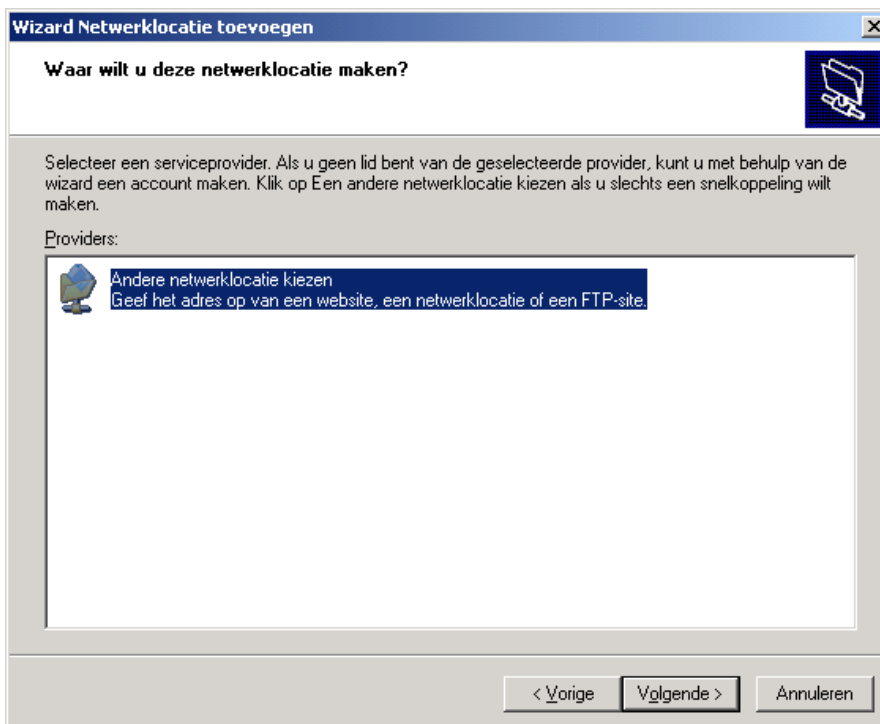 Wizard Netwerklocatie toevoegen
Waar wilt u deze netwerklocatie maken?
Selecteer een serviceprovider. Als u geen lid bent van de geselecteerde provider, kunt u met behulp van de
wizard een account maken. Klik op Een andere netwerklocatie kiezen als u slechts een snelkoppeling wilt
maken.
Providers:
Andere netwerklocatie kiezen
Geef het adres op van een website, een netwerklocatie of een FTP-site.
< Vorige
Volgende >
Annuleren